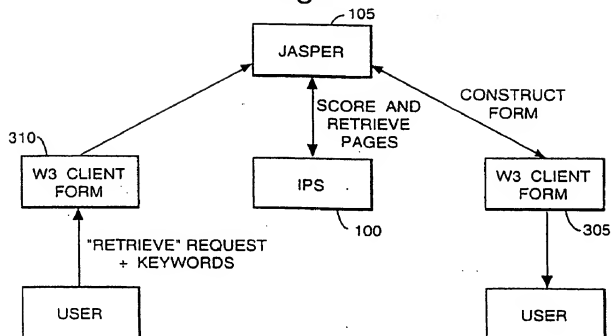 105
JASPER
CONSTRUCT
FORM
SCORE AND
RETRIEVE
PAGES
310
W3 CLIENT
FORM
IPS
W3 CLIENT
FORM
100
305
"RETRIEVE" REQUEST
+ KEYWORDS
USER
USER